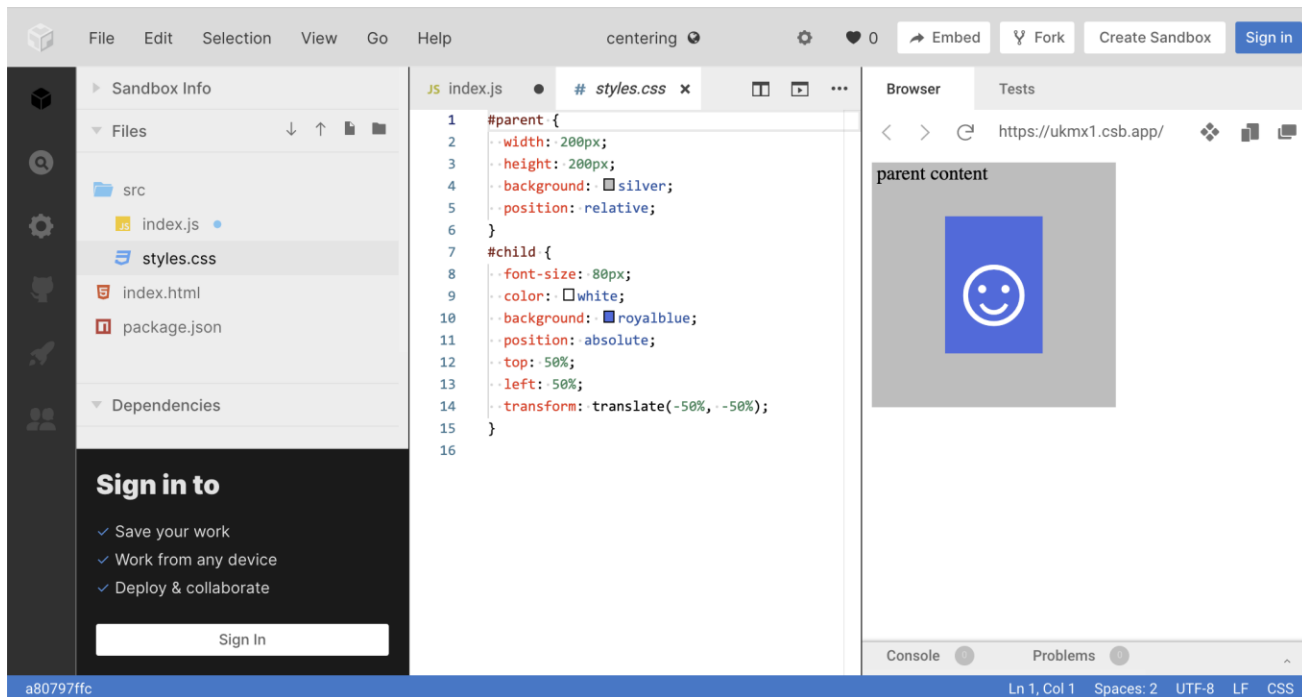 File Edit Selection View Go Help
centering
0
Embed
Fork
Create Sandbox
Sign in
Sandbox Info
Files
src
JS index.js
styles.css
index.html
package.json
Dependencies
Sign in to
Save your work
Work from any device
Deploy & collaborate
Sign In
JS index.js
# styles.css
1 #parent {
2 width: 200px;
3 height: 200px;
4 background: silver;
5 position: relative;
6 }
7 #child {
8 font-size: 80px;
9 color: white;
10 background: royalblue;
11 position: absolute;
12 top: 50%;
13 left: 50%;
14 transform: translate(-50%, -50%);
15 }
16
Browser Tests
https://ukmx1.csb.app/
parent content
Console 0 Problems 0
a80797ffc
Ln 1, Col 1 Spaces: 2 UTF-8 LF CSS